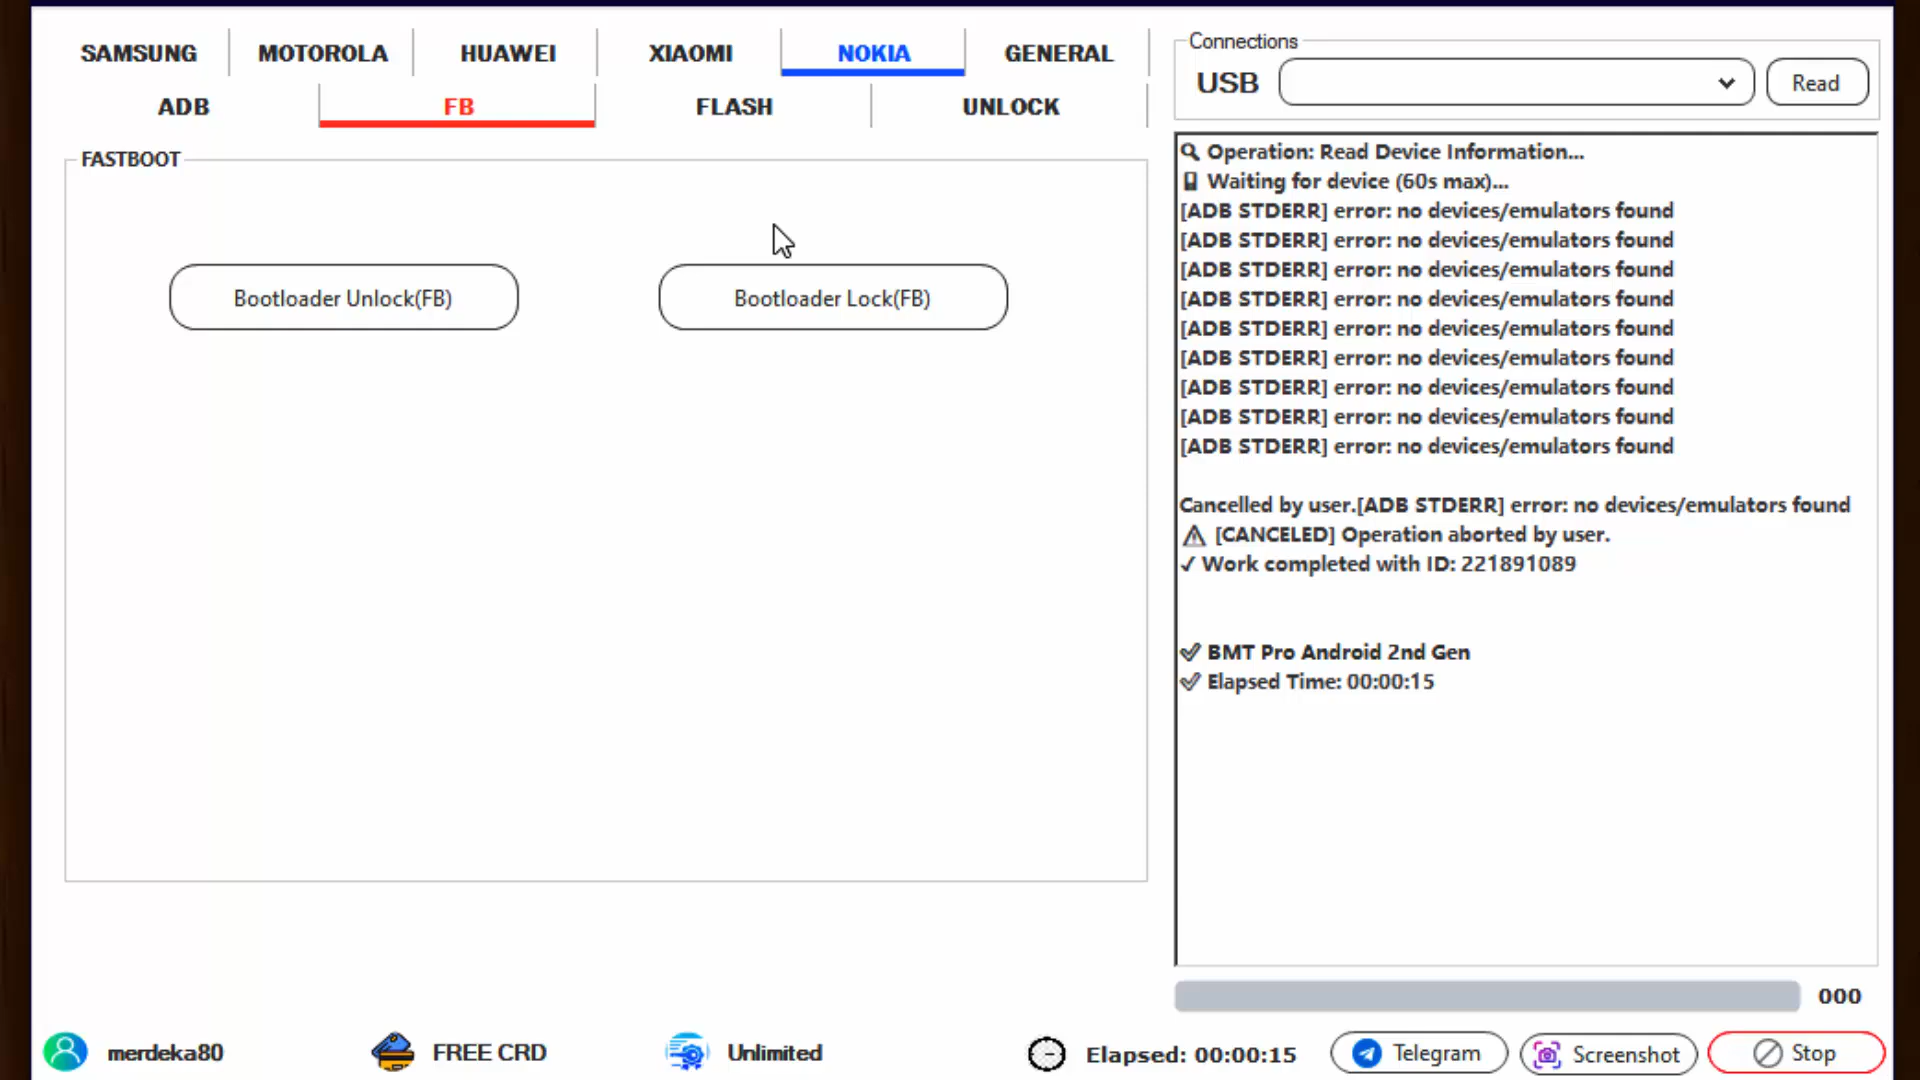 SAMSUNG
MOTOROLA
HUAWEI
XIAOMI
NOKIA
GENERAL
ADB
FB
FLASH
UNLOCK
FASTBOOT
Bootloader Unlock(FB)
Bootloader Lock(FB)
Connections
USB
Read
Operation: Read Device Information...
Waiting for device (60s max)...
[ADB STDERR] error: no devices/emulators found
[ADB STDERR] error: no devices/emulators found
[ADB STDERR] error: no devices/emulators found
[ADB STDERR] error: no devices/emulators found
[ADB STDERR] error: no devices/emulators found
[ADB STDERR] error: no devices/emulators found
[ADB STDERR] error: no devices/emulators found
[ADB STDERR] error: no devices/emulators found
[ADB STDERR] error: no devices/emulators found
Cancelled by user.[ADB STDERR] error: no devices/emulators found
⚠ [CANCELED] Operation aborted by user.
✓ Work completed with ID: 221891089
✓ BMT Pro Android 2nd Gen
✓ Elapsed Time: 00:00:15
000
merdeka80
FREE CRD
Unlimited
Elapsed: 00:00:15
Telegram
Screenshot
Stop